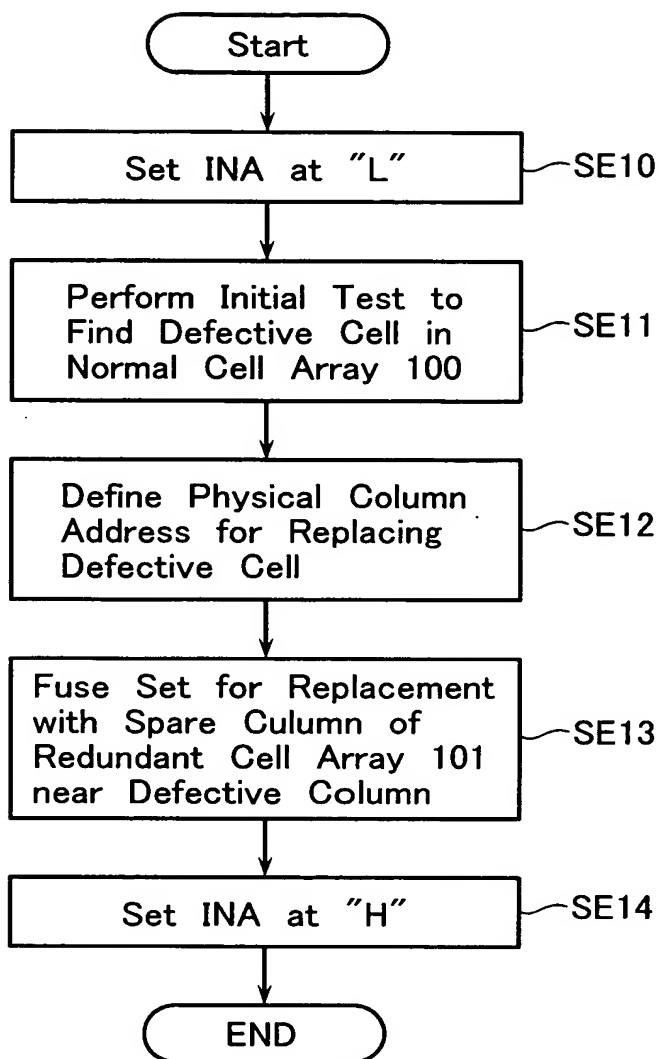 Start
Set INA at "L"
SE10
Perform Initial Test to
Find Defective Cell in
Normal Cell Array 100
SE11
Define Physical Column
Address for Replacing
Defective Cell
SE12
Fuse Set for Replacement
with Spare Culumn of
Redundant Cell Array 101
near Defective Column
SE13
Set INA at "H"
SE14
END